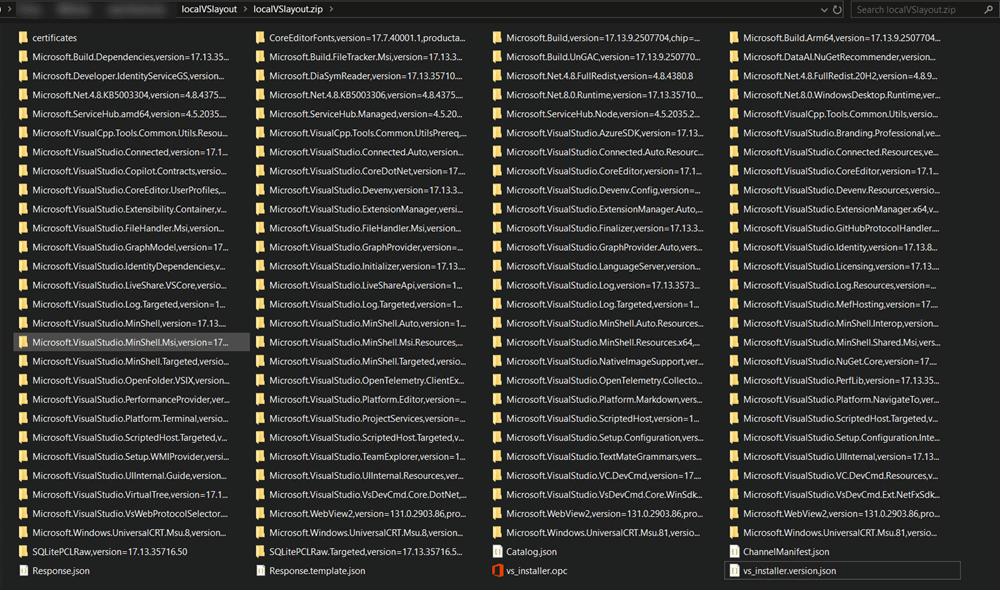 localVSlayout > localVSlayout.zip >
Search localVSlayout.zip
certificates
CoreEditorFonts,version=17.7.40001.1,producta...
Microsoft.Build,version=17.13.9.2507704,chip=...
Microsoft.Build.Arm64,version=17.13.9.2507704...
Microsoft.Build.Dependencies,version=17.13.35...
Microsoft.Build.FileTracker.Msi,version=17.13.3...
Microsoft.Build.UnGAC,version=17.13.9.250770...
Microsoft.DataAI.NuGetRecommender,version...
Microsoft.Developer.IdentityServiceGS,version...
Microsoft.DiaSymReader,version=17.13.35710....
Microsoft.Net.4.8.FullRedist,version=4.8.4380.8
Microsoft.Net.4.8.FullRedist.20H2,version=4.8.9...
Microsoft.Net.4.8.KB5003304,version=4.8.4375...
Microsoft.Net.4.8.KB5003306,version=4.8.4375...
Microsoft.Net.8.0.Runtime,version=17.13.35710...
Microsoft.Net.8.0.WindowsDesktop.Runtime,ver...
Microsoft.ServiceHub.amd64,version=4.5.2035....
Microsoft.ServiceHub.Managed,version=4.5.20...
Microsoft.ServiceHub.Node,version=4.5.2035.2...
Microsoft.VisualCpp.Tools.Common.Utils,versio...
Microsoft.VisualCpp.Tools.Common.Utils.Resou...
Microsoft.VisualCpp.Tools.Common.UtilsPrereq,...
Microsoft.VisualStudio.AzureSDK,version=17.13...
Microsoft.VisualStudio.Branding.Professional,ve...
Microsoft.VisualStudio.Connected,version=17.1...
Microsoft.VisualStudio.Connected.Auto,version...
Microsoft.VisualStudio.Connected.Auto.Resourc...
Microsoft.VisualStudio.Connected.Resources,ve...
Microsoft.VisualStudio.Copilot.Contracts,version...
Microsoft.VisualStudio.CoreDotNet,version=17....
Microsoft.VisualStudio.CoreEditor,version=17.1...
Microsoft.VisualStudio.CoreEditor,version=17.1...
Microsoft.VisualStudio.CoreEditor.UserProfiles,...
Microsoft.VisualStudio.Devenv,version=17.13.3...
Microsoft.VisualStudio.Devenv.Config,version=...
Microsoft.VisualStudio.Devenv.Resources,versio...
Microsoft.VisualStudio.Extensibility.Container,v...
Microsoft.VisualStudio.ExtensionManager,versi...
Microsoft.VisualStudio.ExtensionManager.Auto,...
Microsoft.VisualStudio.ExtensionManager.x64,v...
Microsoft.VisualStudio.FileHandler.Msi,version...
Microsoft.VisualStudio.FileHandler.Msi,version...
Microsoft.VisualStudio.Finalizer,version=17.13.3...
Microsoft.VisualStudio.GitHubProtocolHandler....
Microsoft.VisualStudio.GraphModel,version=17...
Microsoft.VisualStudio.GraphProvider,version=...
Microsoft.VisualStudio.GraphProvider.Auto,vers...
Microsoft.VisualStudio.Identity,version=17.13.8...
Microsoft.VisualStudio.IdentityDependencies,v...
Microsoft.VisualStudio.Initializer,version=17.13....
Microsoft.VisualStudio.LanguageServer,version...
Microsoft.VisualStudio.Licensing,version=17.13....
Microsoft.VisualStudio.LiveShare.VSCore,version...
Microsoft.VisualStudio.LiveShareApi,version=1...
Microsoft.VisualStudio.Log,version=17.13.3573...
Microsoft.VisualStudio.Log.Resources,version=...
Microsoft.VisualStudio.Log.Targeted,version=1...
Microsoft.VisualStudio.Log.Targeted,version=1...
Microsoft.VisualStudio.Log.Targeted,version=1...
Microsoft.VisualStudio.MefHosting,version=17....
Microsoft.VisualStudio.MinShell,version=17.13....
Microsoft.VisualStudio.MinShell.Auto,version=1...
Microsoft.VisualStudio.MinShell.Auto.Resources...
Microsoft.VisualStudio.MinShell.Interop,version...
Microsoft.VisualStudio.MinShell.Msi,version=17...
Microsoft.VisualStudio.MinShell.Msi.Resources,...
Microsoft.VisualStudio.MinShell.Resources.x64,...
Microsoft.VisualStudio.MinShell.Shared.Msi,vers...
Microsoft.VisualStudio.MinShell.Targeted,versio...
Microsoft.VisualStudio.MinShell.Targeted,versio...
Microsoft.VisualStudio.NativeImageSupport,ver...
Microsoft.VisualStudio.NuGet.Core,version=17....
Microsoft.VisualStudio.OpenFolder.VSIX,version...
Microsoft.VisualStudio.OpenTelemetry.ClientEx...
Microsoft.VisualStudio.OpenTelemetry.Collecto...
Microsoft.VisualStudio.PerfLib,version=17.13.35...
Microsoft.VisualStudio.PerformanceProvider,ver...
Microsoft.VisualStudio.Platform.Editor,version=...
Microsoft.VisualStudio.Platform.Markdown,vers...
Microsoft.VisualStudio.Platform.NavigateTo,ver...
Microsoft.VisualStudio.Platform.Terminal,versio...
Microsoft.VisualStudio.ProjectServices,version=...
Microsoft.VisualStudio.ScriptedHost,version=1...
Microsoft.VisualStudio.ScriptedHost.Targeted,v...
Microsoft.VisualStudio.ScriptedHost.Targeted,v...
Microsoft.VisualStudio.ScriptedHost.Targeted,v...
Microsoft.VisualStudio.Setup.Configuration,vers...
Microsoft.VisualStudio.Setup.Configuration.Inte...
Microsoft.VisualStudio.Setup.WMIProvider,versi...
Microsoft.VisualStudio.TeamExplorer,version=1...
Microsoft.VisualStudio.TextMateGrammars,vers...
Microsoft.VisualStudio.UIInternal,version=17.13...
Microsoft.VisualStudio.UIInternal.Guide,version...
Microsoft.VisualStudio.UIInternal.Resources,ver...
Microsoft.VisualStudio.VC.DevCmd,version=17....
Microsoft.VisualStudio.VC.DevCmd.Resources,v...
Microsoft.VisualStudio.VirtualTree,version=17.1...
Microsoft.VisualStudio.VsDevCmd.Core.DotNet,...
Microsoft.VisualStudio.VsDevCmd.Core.WinSdk...
Microsoft.VisualStudio.VsDevCmd.Ext.NetFxSdk...
Microsoft.VisualStudio.VsWebProtocolSelector....
Microsoft.WebView2,version=131.0.2903.86,pro...
Microsoft.WebView2,version=131.0.2903.86,pro...
Microsoft.WebView2,version=131.0.2903.86,pro...
Microsoft.Windows.UniversalCRT.Msu.8,version...
Microsoft.Windows.UniversalCRT.Msu.8,version...
Microsoft.Windows.UniversalCRT.Msu.81,version...
Microsoft.Windows.UniversalCRT.Msu.81,version...
SQLitePCLRaw,version=17.13.35716.50
SQLitePCLRaw.Targeted,version=17.13.35716.5...
Catalog.json
ChannelManifest.json
Response.json
Response.template.json
vs_installer.opc
vs_installer.version.json